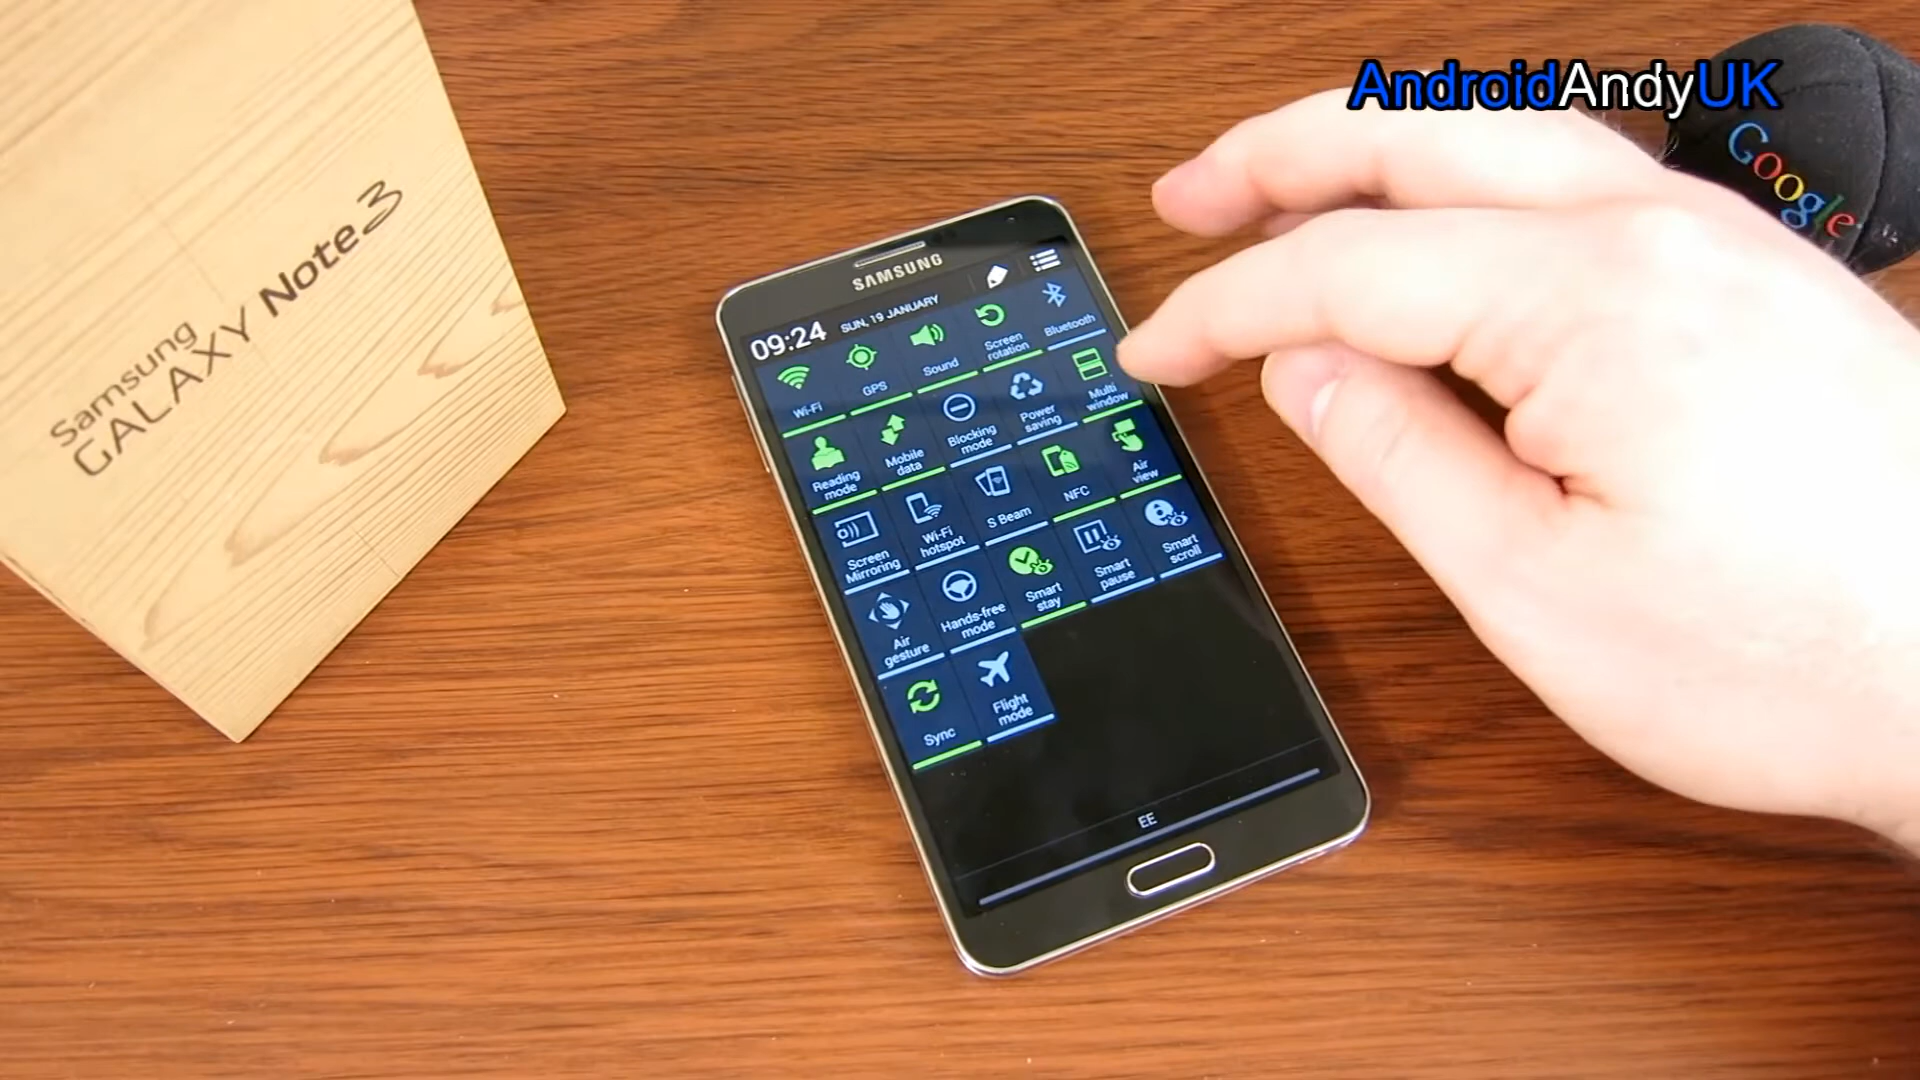 AndroidAndyUK
Google
Samsung
GALAXY Note 3
SAMSUNG
09:24
SUN, 19 JANUARY
Wi-Fi
GPS
Sound
Screen
rotation
Bluetooth
Reading
mode
Mobile
data
Blocking
mode
Power
saving
Multi
window
Screen
Mirroring
Wi-Fi
hotspot
S Beam
NFC
Air
view
Air
gesture
Hands-free
mode
Smart
stay
Smart
pause
Smart
scroll
Sync
Flight
mode
EE